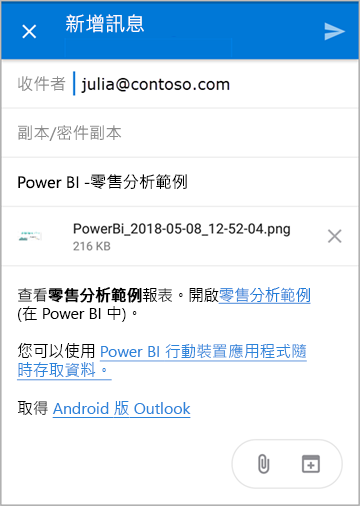 新增訊息
收件者 julia@contoso.com
副本/密件副本
Power BI -零售分析範例
PowerBi_2018-05-08_12-52-04.png
216 KB
查看零售分析範例報表。開啟零售分析範例
(在 Power BI 中)。
您可以使用 Power BI 行動裝置應用程式隨
時存取資料。
取得 Android 版 Outlook